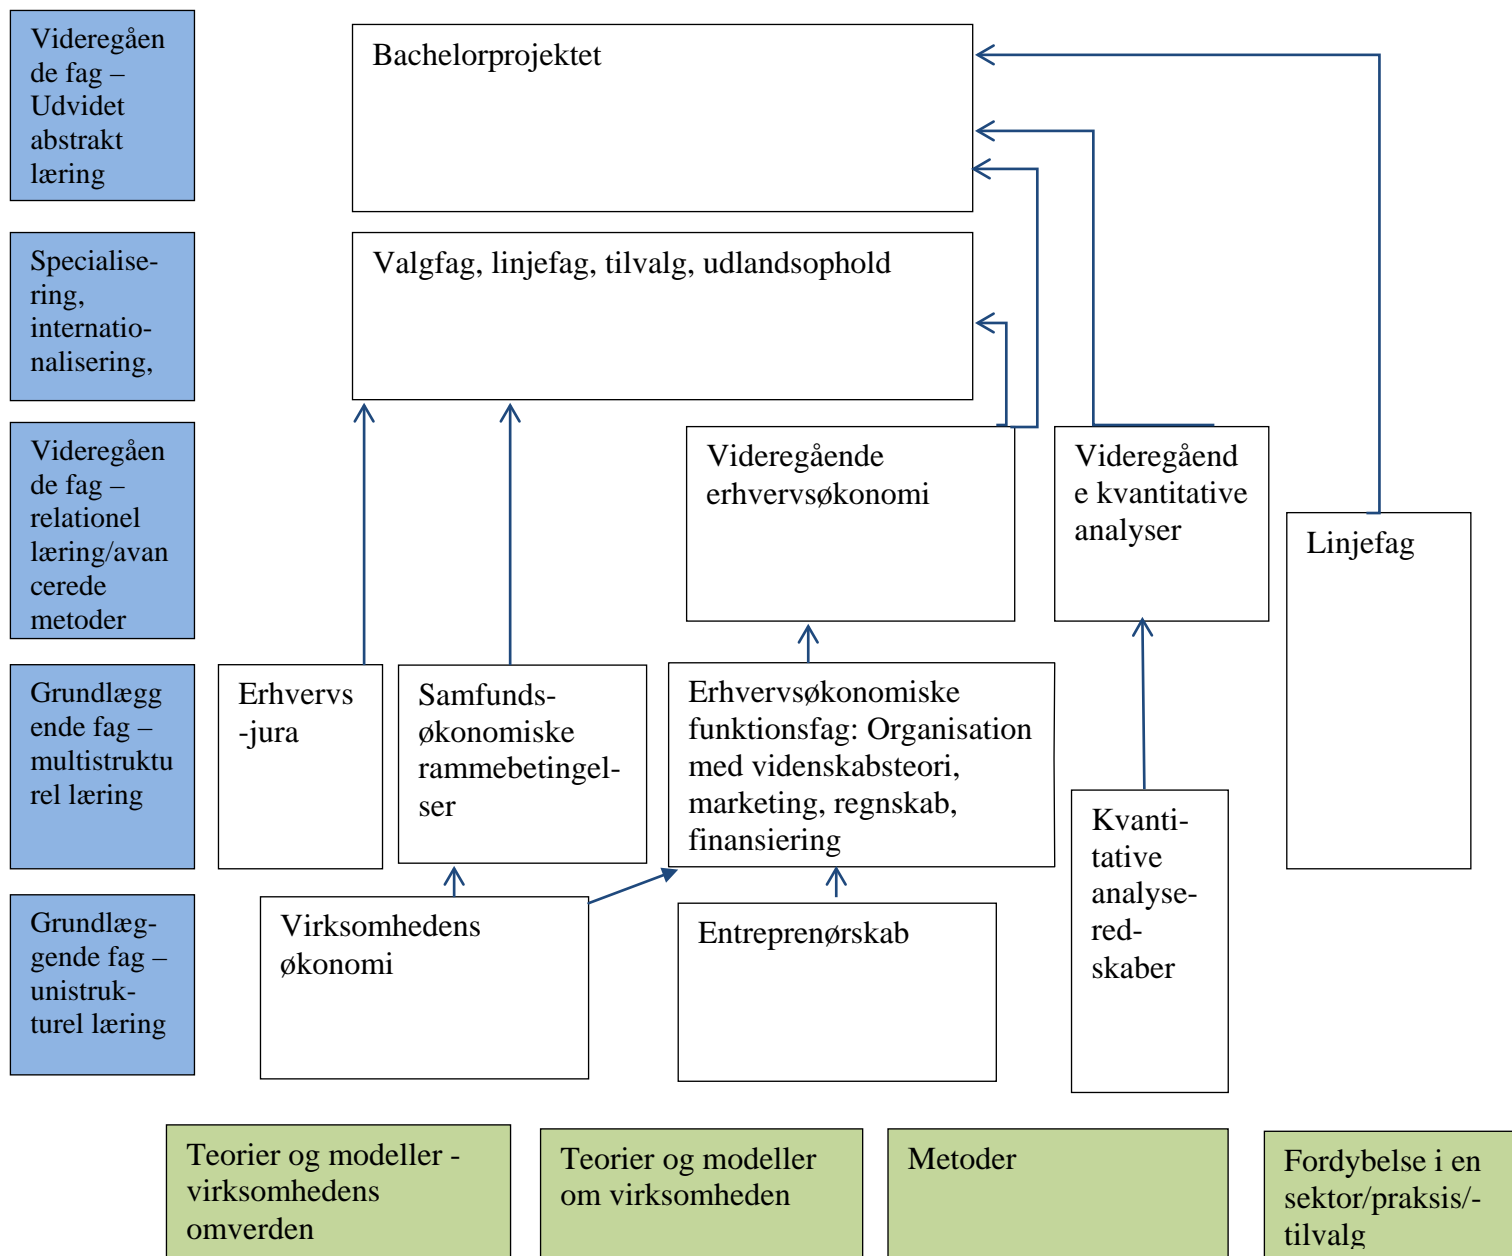 Videregåen
de fag –
Udvidet
abstrakt
læring
Bachelorprojektet
Specialise-
ring,
internatio-
nalisering,
Valgfag, linjefag, tilvalg, udlandsophold
Videregåen
de fag –
relationel
læring/avan
cerede
metoder
Videregående
erhvervsøkonomi
Videregåend
e kvantitative
analyser
Linjefag
Grundlægg
ende fag –
multistruktu
rel læring
Erhvervs
-jura
Samfunds-
økonomiske
rammebetingel-
ser
Erhvervsøkonomiske
funktionsfag: Organisation
med videnskabsteori,
marketing, regnskab,
finansiering
Kvanti-
tative
analyse-
red-
skaber
Grundlæg-
gende fag –
unistruk-
turel læring
Virksomhedens
økonomi
Entreprenørskab
Teorier og modeller -
virksomhedens
omverden
Teorier og modeller
om virksomheden
Metoder
Fordybelse i en
sektor/praksis/-
tilvalg